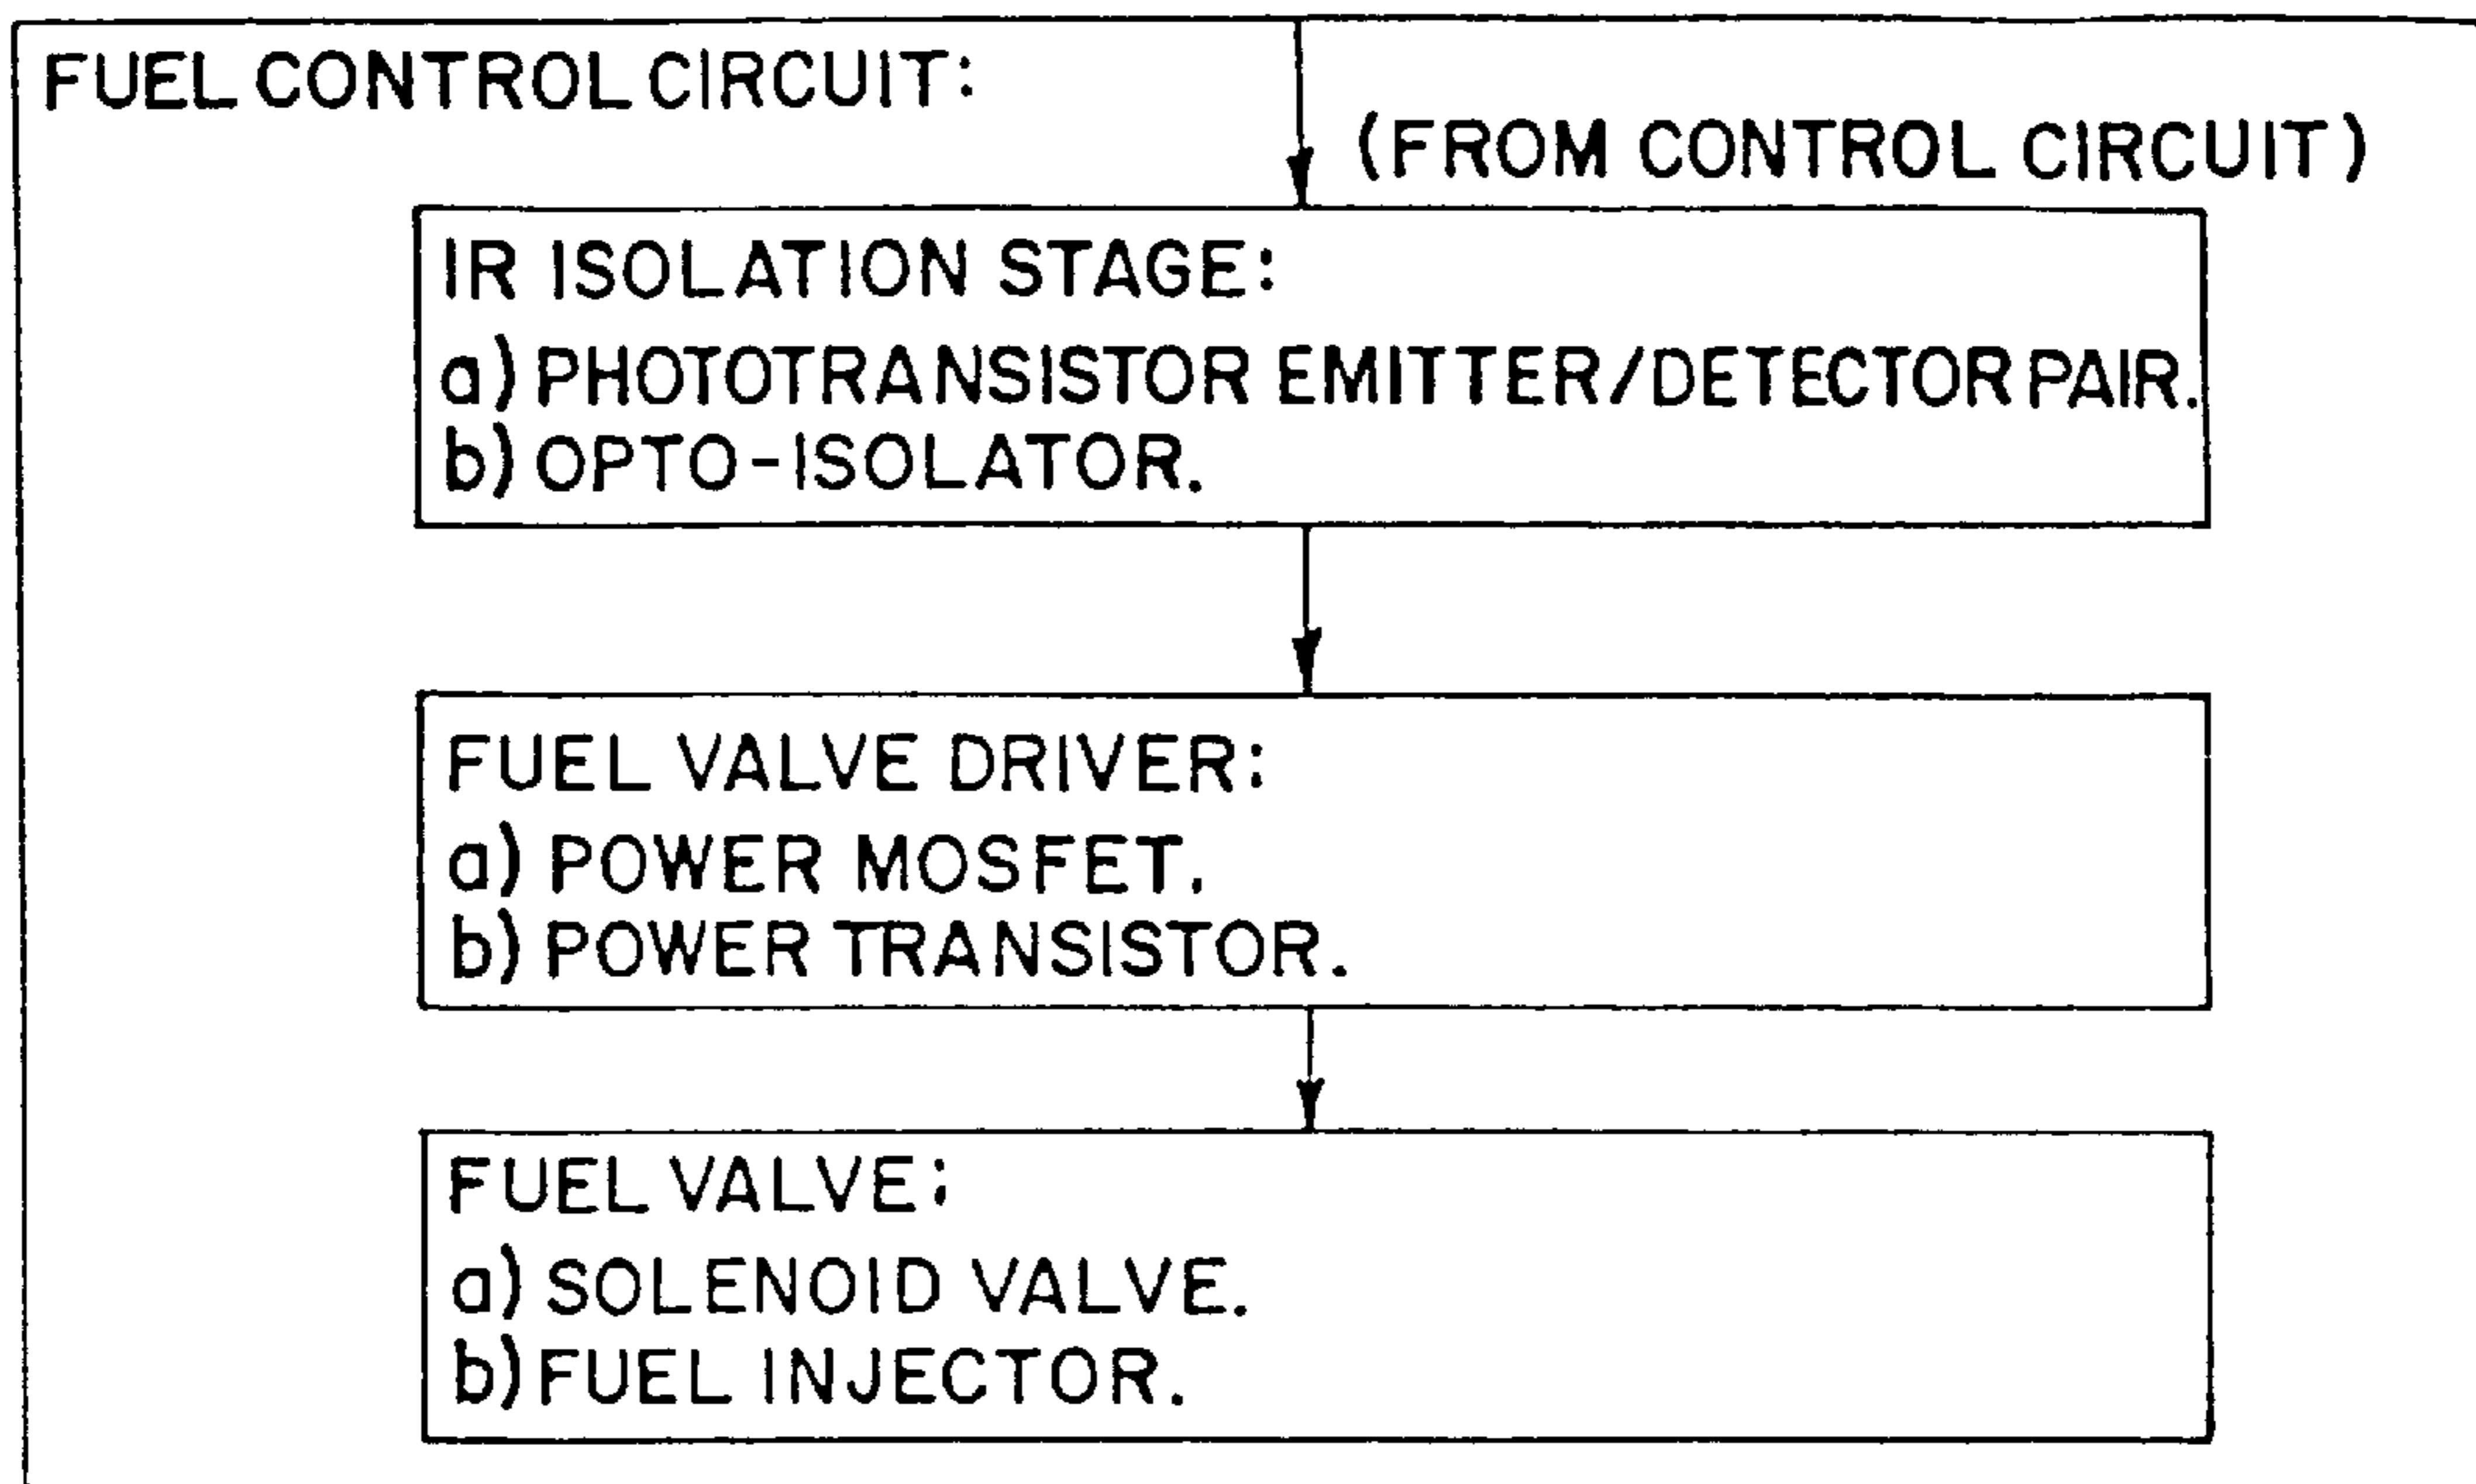 FUEL CONTROL CIRCUIT:
(FROM CONTROL CIRCUIT)
IR ISOLATION STAGE:
a) PHOTOTRANSISTOR EMITTER/DETECTOR PAIR.
b) OPTO-ISOLATOR.
FUEL VALVE DRIVER:
a) POWER MOSFET.
b) POWER TRANSISTOR.
FUEL VALVE:
a) SOLENOID VALVE.
b) FUEL INJECTOR.